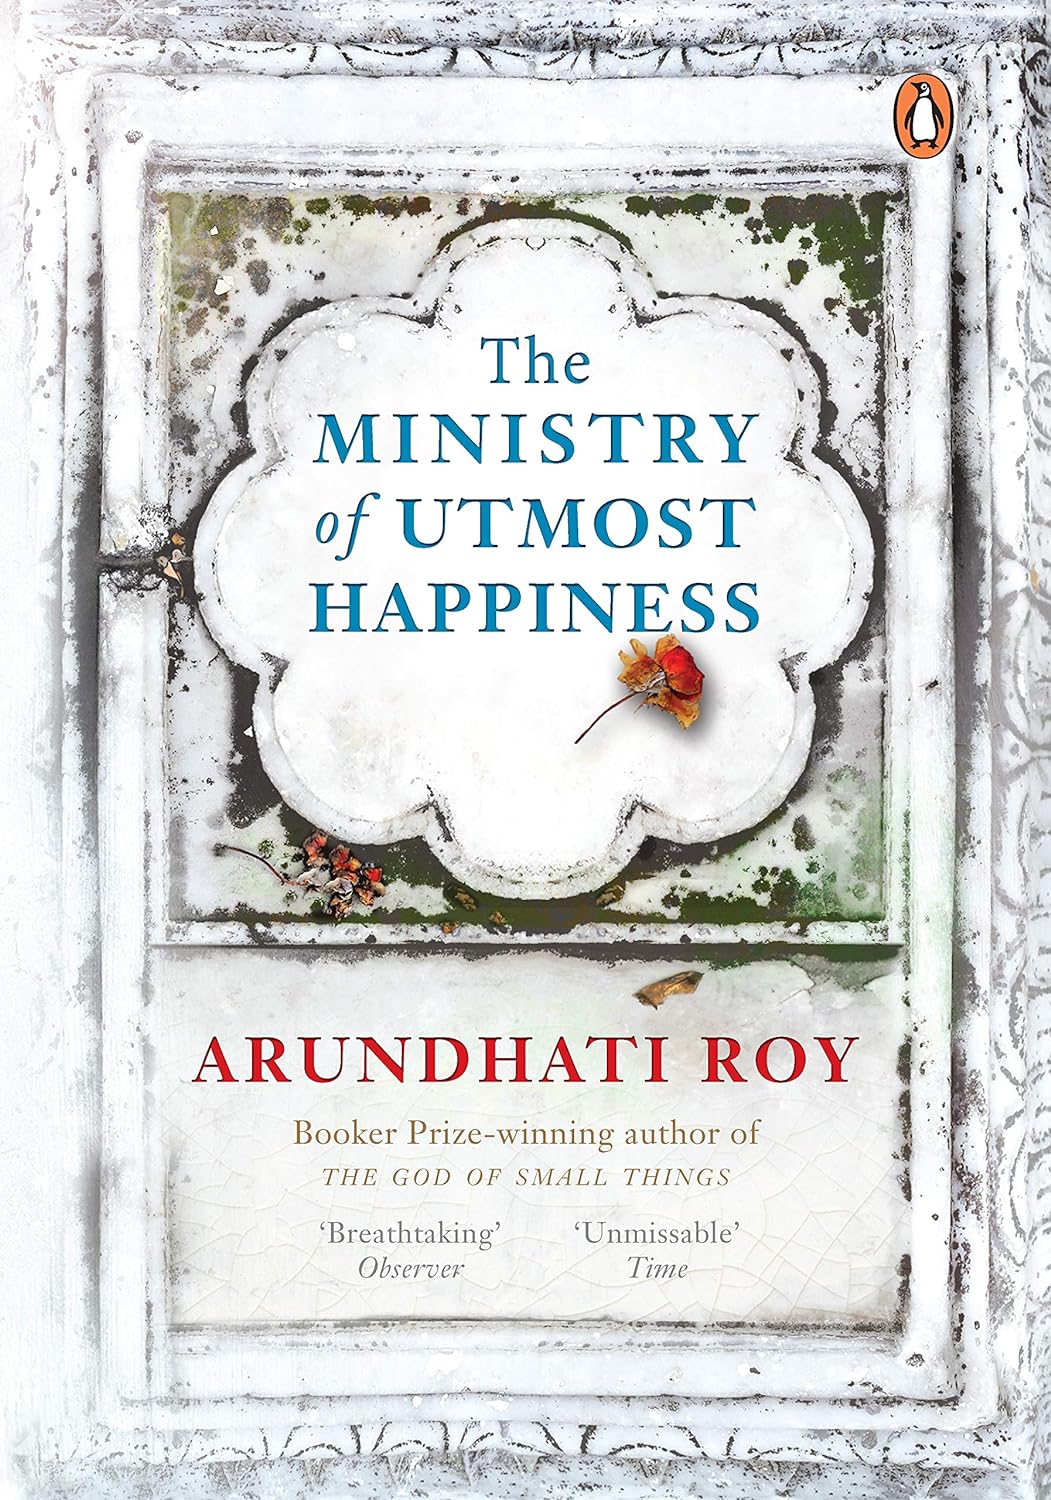 The
MINISTRY
of UTMOST
HAPPINESS
ARUNDHATI ROY
Booker Prize-winning author of
THE GOD OF SMALL THINGS
‘Breathtaking’ ‘Unmissable’
Observer Time